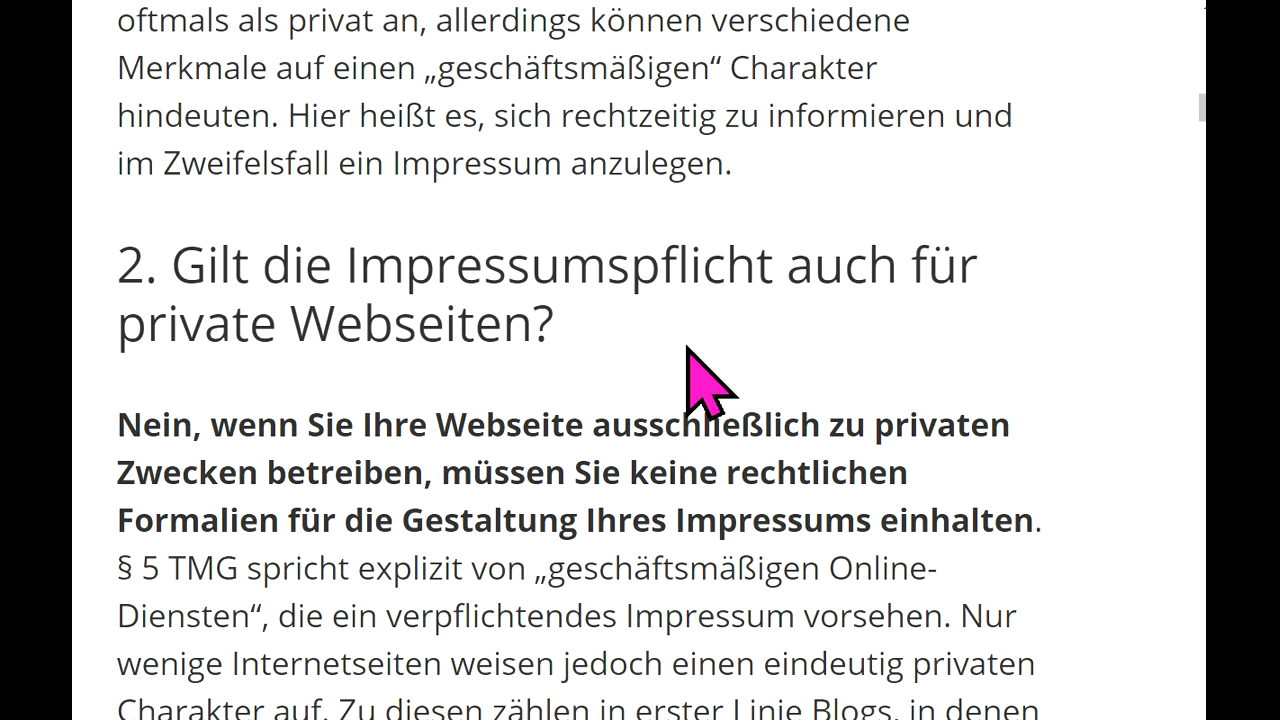 oftmals als privat an, allerdings können verschiedene
Merkmale auf einen „geschäftsmäßigen“ Charakter
hindeuten. Hier heißt es, sich rechtzeitig zu informieren und
im Zweifelsfall ein Impressum anzulegen.
2. Gilt die Impressumspflicht auch für
private Webseiten?
Nein, wenn Sie Ihre Webseite ausschließlich zu privaten
Zwecken betreiben, müssen Sie keine rechtlichen
Formalien für die Gestaltung Ihres Impressums einhalten.
§ 5 TMG spricht explizit von „geschäftsmäßigen Online-
Diensten“, die ein verpflichtendes Impressum vorsehen. Nur
wenige Internetseiten weisen jedoch einen eindeutig privaten
Charakter auf. Zu diesen zählen in erster Linie Blogs, in denen